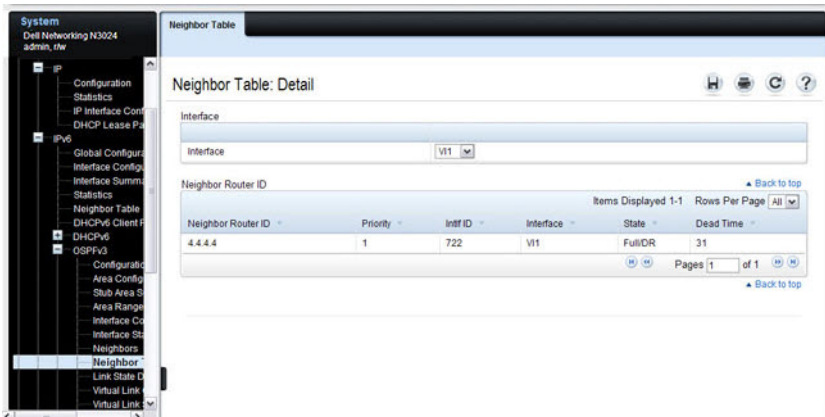 System
Dell Networking N3024
admin, r/w
IP
Configuration
Statistics
IP Interface Conf
DHCP Lease Pa
IPv6
Global Configura
Interface Configu
Interface Summa
Statistics
Neighbor Table
DHCPv6 Client P
DHCPv6
OSPFv3
Configuratio
Area Config
Stub Area S
Area Range
Interface Co
Interface Sta
Neighbors
Neighbor T
Link State D
Virtual Link
Virtual Link
Neighbor Table
Neighbor Table: Detail
Interface
Interface Vl1
Neighbor Router ID Back to top
Items Displayed 1-1 Rows Per Page All
Neighbor Router ID Priority IntIf ID Interface State Dead Time
4.4.4.4 1 722 Vl1 Full/DR 31
Pages 1 of 1
Back to top